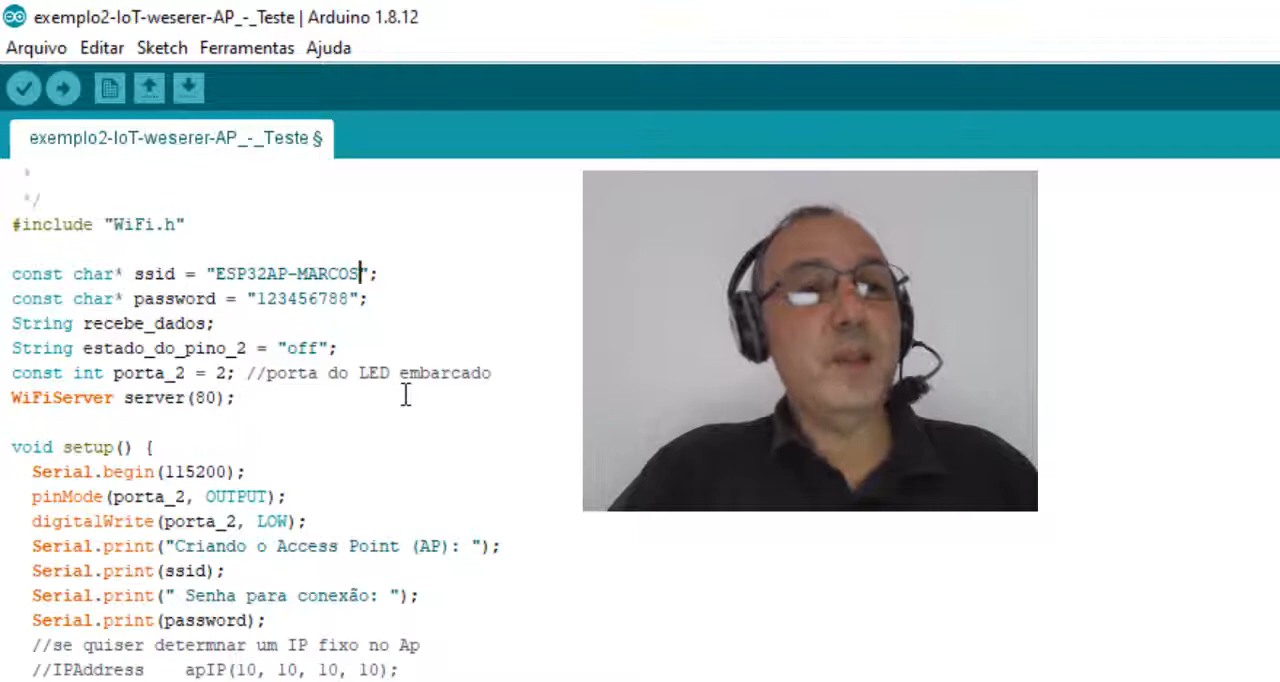 exemplo2-IoT-weserer-AP_-_Teste | Arduino 1.8.12
Arquivo Editar Sketch Ferramentas Ajuda
exemplo2-IoT-weserer-AP_-_Teste §
*
*/
#include "WiFi.h"
const char* ssid = "ESP32AP-MARCOS";
const char* password = "123456788";
String recebe_dados;
String estado_do_pino_2 = "off";
const int porta_2 = 2; //porta do LED embarcado
WiFiServer server(80);
void setup() {
Serial.begin(115200);
pinMode(porta_2, OUTPUT);
digitalWrite(porta_2, LOW);
Serial.print("Criando o Access Point (AP): ");
Serial.print(ssid);
Serial.print(" Senha para conexão: ");
Serial.print(password);
//se quiser determnar um IP fixo no Ap
//IPAddress    apIP(10, 10, 10, 10);